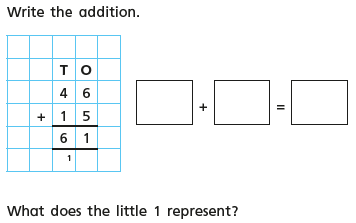 Write the addition.
T O
4 6
+ 1 5
6 1
1
+ =
What does the little 1 represent?